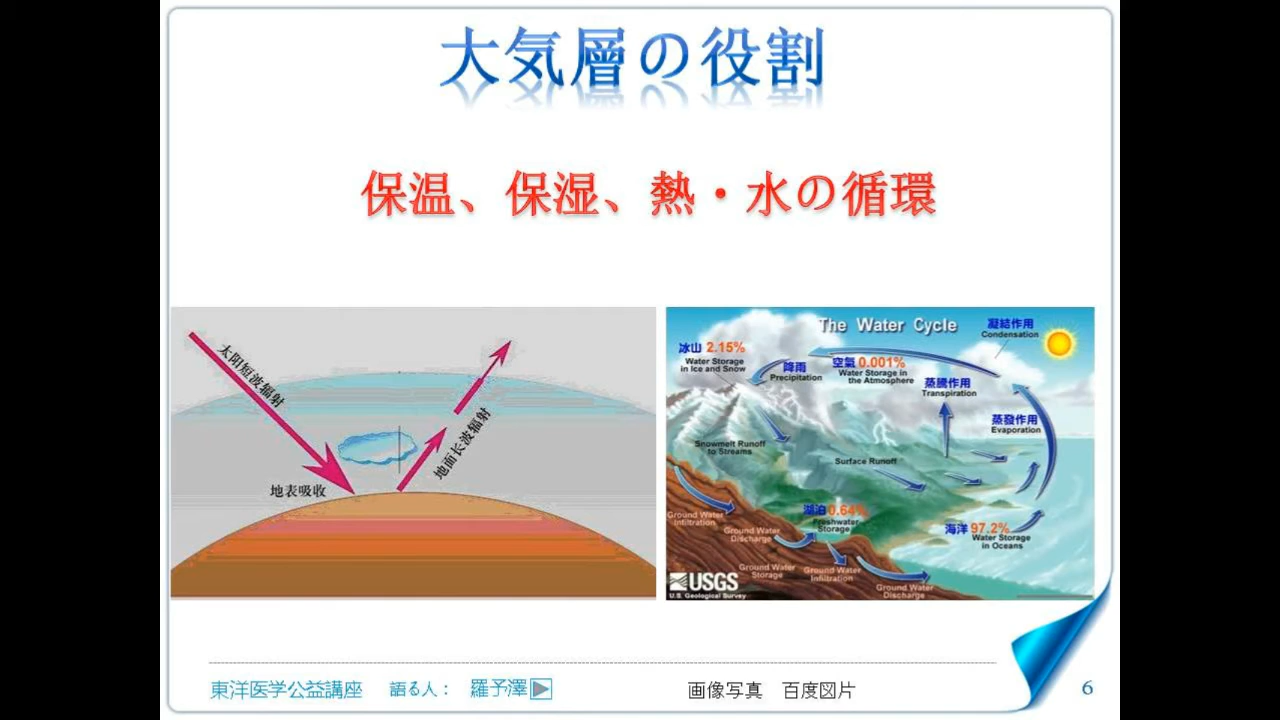 大気層の役割
保温、保湿、熱・水の循環
太阳短波辐射
地面长波辐射
地表吸收
The Water Cycle
凝結作用
Condensation
冰山 2.15%
Water Storage
in Ice and Snow
降雨
Precipitation
空氣 0.001%
Water Storage in
the Atmosphere
蒸騰作用
Transpiration
蒸發作用
Evaporation
Snowmelt Runoff
to Streams
Surface Runoff
湖泊 0.64%
Freshwater
Storage
海洋 97.2%
Water Storage
in Oceans
Ground Water
Infiltration
Ground Water
Discharge
Ground Water
Storage
Ground Water
Infiltration
Ground Water
Discharge
USGS
U.S. Geological Survey
東洋医学公益講座 語る人： 羅予澤
画像写真 百度図片
6